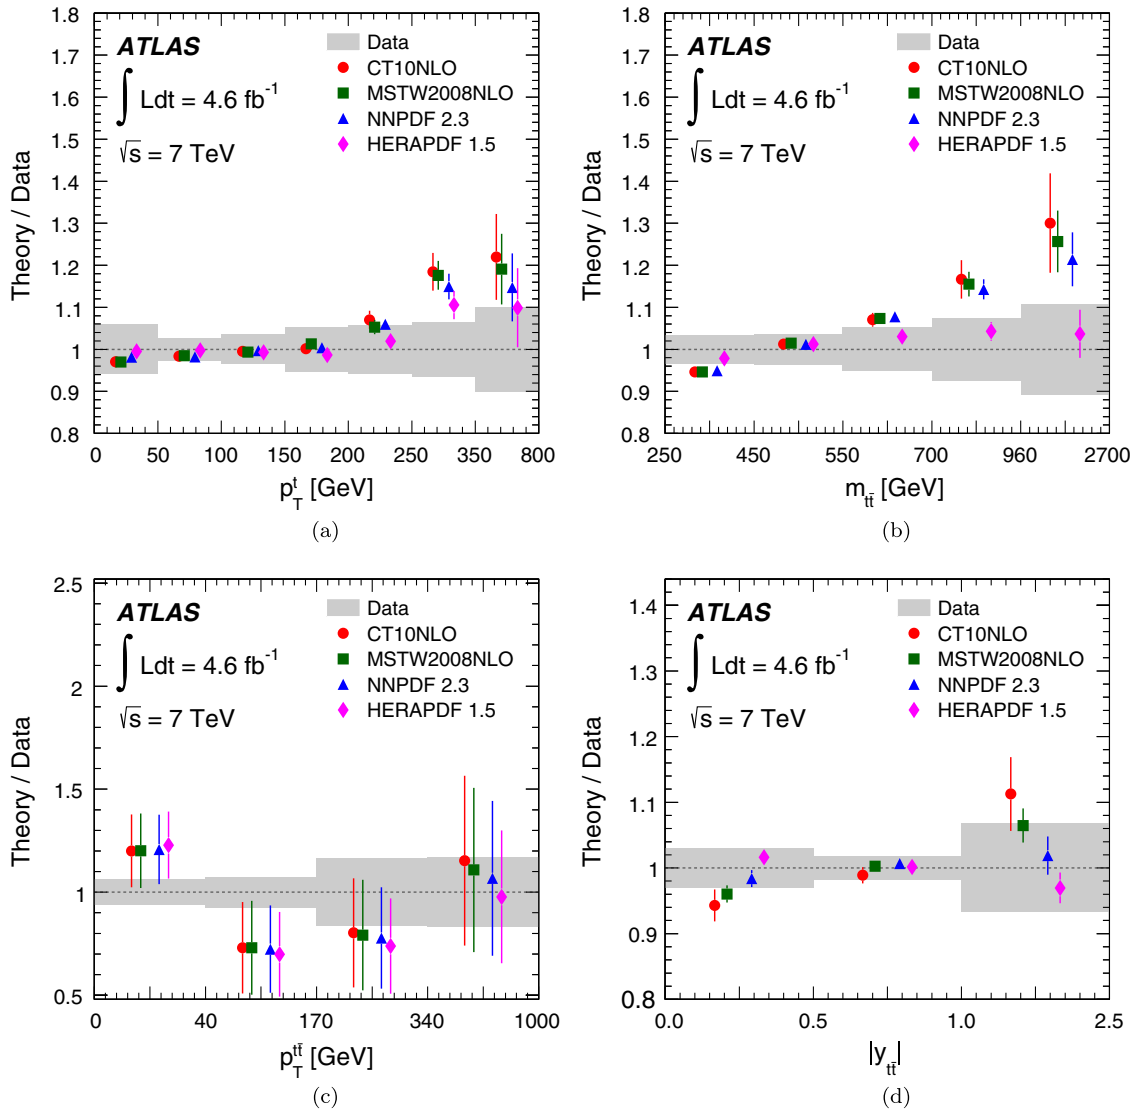 1.8
1.7
1.6
1.5
1.4
1.3
1.2
1.1
1
0.9
0.8
Theory / Data
ATLAS
∫ Ldt = 4.6 fb⁻¹
√s = 7 TeV
Data
CT10NLO
MSTW2008NLO
NNPDF 2.3
HERAPDF 1.5
0 50 100 150 200 250 350 800
p_T^t [GeV]
(a)
1.8
1.7
1.6
1.5
1.4
1.3
1.2
1.1
1
0.9
0.8
Theory / Data
ATLAS
∫ Ldt = 4.6 fb⁻¹
√s = 7 TeV
Data
CT10NLO
MSTW2008NLO
NNPDF 2.3
HERAPDF 1.5
250 450 550 700 960 2700
m_tt̄ [GeV]
(b)
2.5
2
1.5
1
0.5
Theory / Data
ATLAS
∫ Ldt = 4.6 fb⁻¹
√s = 7 TeV
Data
CT10NLO
MSTW2008NLO
NNPDF 2.3
HERAPDF 1.5
0 40 170 340 1000
p_T^tt̄ [GeV]
(c)
1.4
1.3
1.2
1.1
1
0.9
0.8
Theory / Data
ATLAS
∫ Ldt = 4.6 fb⁻¹
√s = 7 TeV
Data
CT10NLO
MSTW2008NLO
NNPDF 2.3
HERAPDF 1.5
0.0 0.5 1.0 2.5
|y_tt̄|
(d)